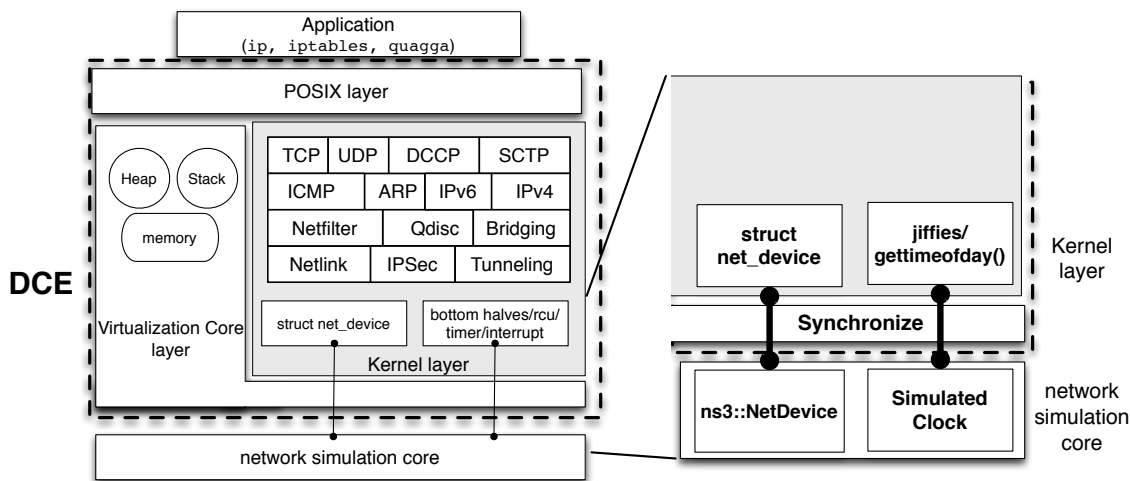 Application
(ip, iptables, quagga)
POSIX layer
Heap
Stack
memory
DCE
Virtualization Core
layer
TCP
UDP
DCCP
SCTP
ICMP
ARP
IPv6
IPv4
Netfilter
Qdisc
Bridging
Netlink
IPSec
Tunneling
struct net_device
bottom halves/rcu/
timer/interrupt
Kernel layer
network simulation core
struct
net_device
jiffies/
gettimeofday()
Kernel
layer
Synchronize
ns3::NetDevice
Simulated
Clock
network
simulation
core